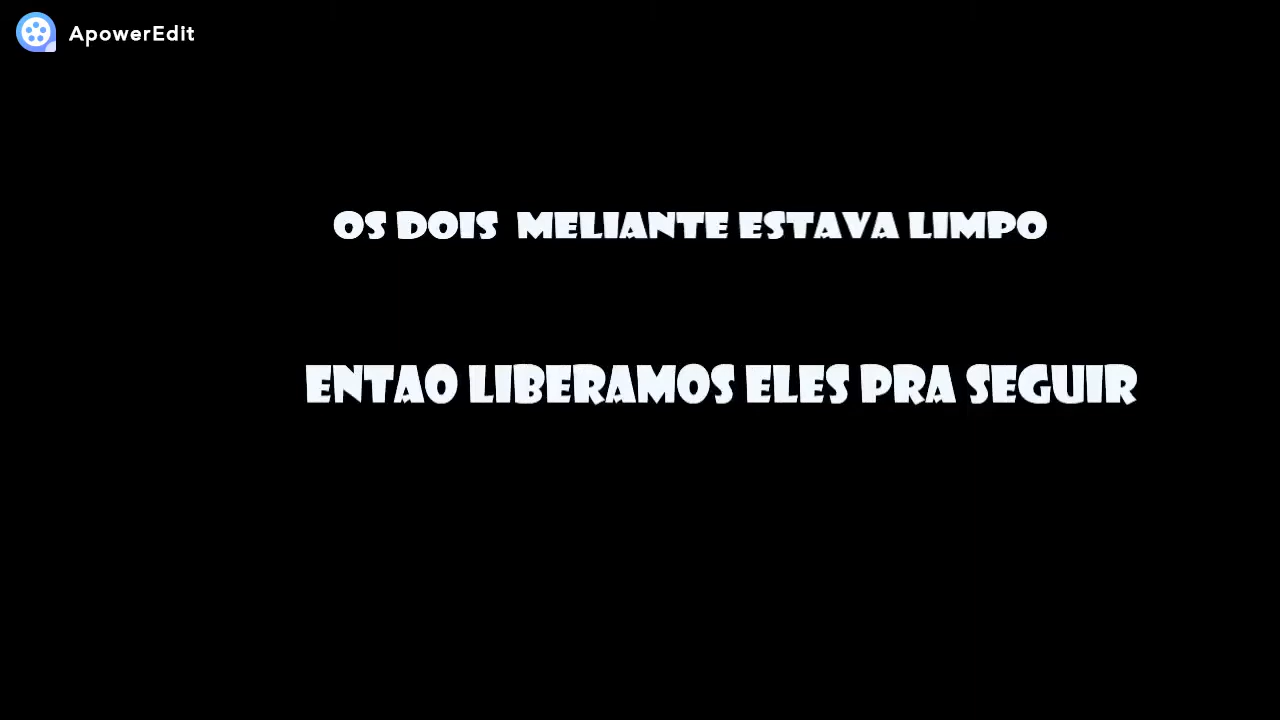 ApowerEdit
OS DOIS MELIANTE ESTAVA LIMPO
ENTAO LIBERAMOS ELES PRA SEGUIR